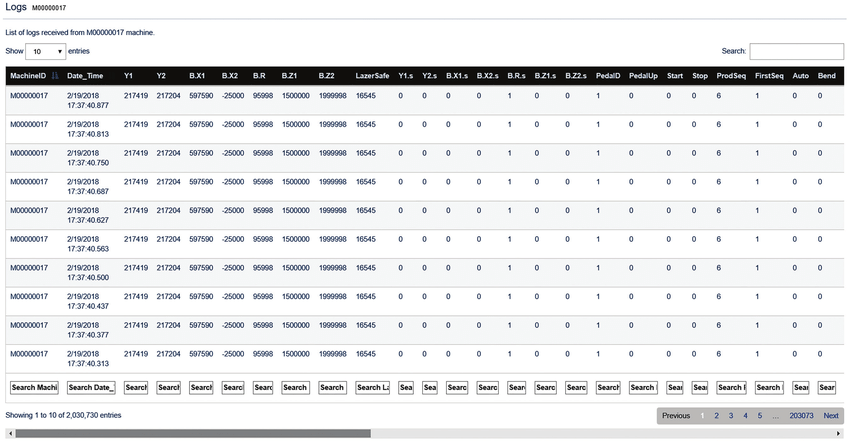 Logs M00000017
List of logs received from M00000017 machine.
Show 10 entries Search:
MachineID Date_Time Y1 Y2 B.X1 B.X2 B.R B.Z1 B.Z2 LazerSafe Y1.s Y2.s B.X1.s B.X2.s B.R.s B.Z1.s B.Z2.s PedalD PedalUp Start Stop ProdSeq FirstSeq Auto Bend
M00000017 2/19/2018 217419 217204 597590 -25000 95998 1500000 1999998 16545 0 0 0 0 1 0 0 1 0 0 0 6 1 0 0
17:37:40.877
M00000017 2/19/2018 217419 217204 597590 -25000 95998 1500000 1999998 16545 0 0 0 0 1 0 0 1 0 0 0 6 1 0 0
17:37:40.813
M00000017 2/19/2018 217419 217204 597590 -25000 95998 1500000 1999998 16545 0 0 0 0 1 0 0 1 0 0 0 6 1 0 0
17:37:40.750
M00000017 2/19/2018 217419 217204 597590 -25000 95998 1500000 1999998 16545 0 0 0 0 1 0 0 1 0 0 0 6 1 0 0
17:37:40.687
M00000017 2/19/2018 217419 217204 597590 -25000 95998 1500000 1999998 16545 0 0 0 0 1 0 0 1 0 0 0 6 1 0 0
17:37:40.627
M00000017 2/19/2018 217419 217204 597590 -25000 95998 1500000 1999998 16545 0 0 0 0 1 0 0 1 0 0 0 6 1 0 0
17:37:40.563
M00000017 2/19/2018 217419 217204 597590 -25000 95998 1500000 1999998 16545 0 0 0 0 1 0 0 1 0 0 0 6 1 0 0
17:37:40.500
M00000017 2/19/2018 217419 217204 597590 -25000 95998 1500000 1999998 16545 0 0 0 0 1 0 0 1 0 0 0 6 1 0 0
17:37:40.437
M00000017 2/19/2018 217419 217204 597590 -25000 95998 1500000 1999998 16545 0 0 0 0 1 0 0 1 0 0 0 6 1 0 0
17:37:40.377
M00000017 2/19/2018 217419 217204 597590 -25000 95998 1500000 1999998 16545 0 0 0 0 1 0 0 1 0 0 0 6 1 0 0
17:37:40.313
Search Machi Search Date_ Search Search Search Search Searc Search Search Search La Sea Sea Search Search Sear Search Search Search Search Sear Sear Search Search Sear Sear
Showing 1 to 10 of 2,030,730 entries Previous 1 2 3 4 5 … 203073 Next